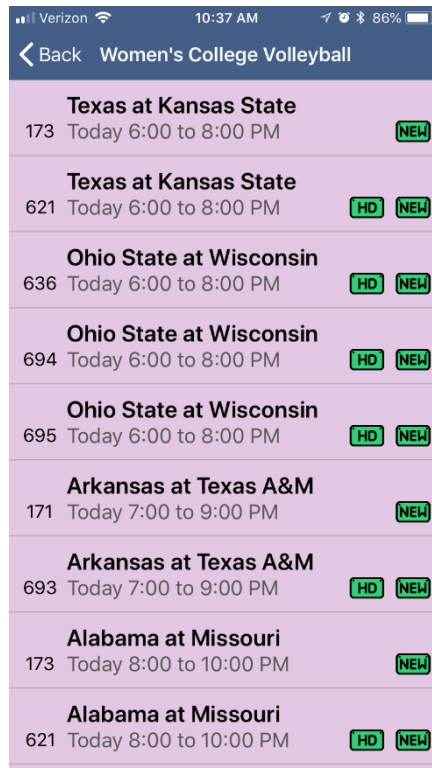 Verizon 10:37 AM 86%
Back Women's College Volleyball
Texas at Kansas State
173 Today 6:00 to 8:00 PM NEW
Texas at Kansas State
621 Today 6:00 to 8:00 PM HD NEW
Ohio State at Wisconsin
636 Today 6:00 to 8:00 PM HD NEW
Ohio State at Wisconsin
694 Today 6:00 to 8:00 PM HD NEW
Ohio State at Wisconsin
695 Today 6:00 to 8:00 PM HD NEW
Arkansas at Texas A&M
171 Today 7:00 to 9:00 PM NEW
Arkansas at Texas A&M
693 Today 7:00 to 9:00 PM HD NEW
Alabama at Missouri
173 Today 8:00 to 10:00 PM NEW
Alabama at Missouri
621 Today 8:00 to 10:00 PM HD NEW